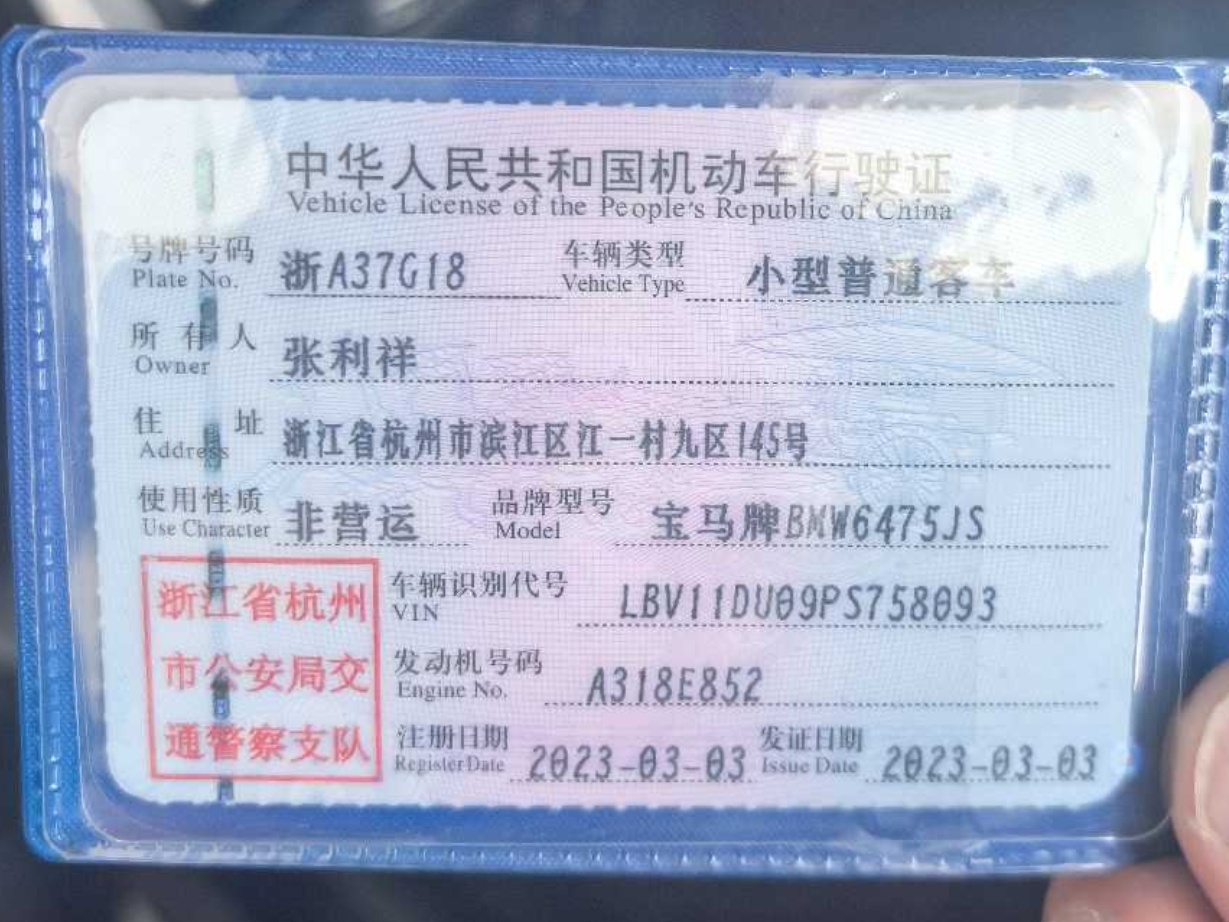 中华人民共和国机动车行驶证
Vehicle License of the People's Republic of China
号牌号码 浙A37G18 车辆类型 小型普通客车
Plate No. Vehicle Type
所有人 张利祥
Owner
住址 浙江省杭州市滨江区江一村九区145号
Address
使用性质 非营运 品牌型号 宝马牌BMW6475JS
Use Character Model
浙江省杭州
市公安局交
通警察支队
车辆识别代号 LBV11DU09PS758093
VIN
发动机号码 A318E852
Engine No.
注册日期 2023-03-03 发证日期 2023-03-03
Register Date Issue Date